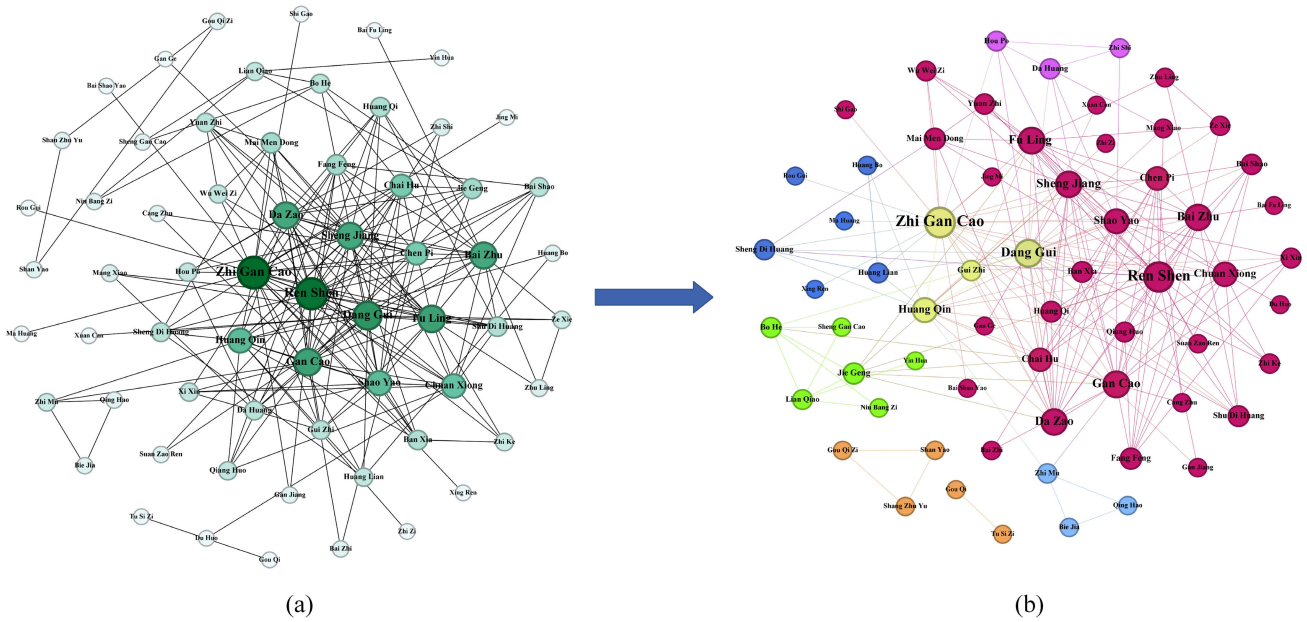 Gou Qi Zi
Shi Gao
Bai Fu Ling
Gan Ge
Yin Hua
Lian Qiao
Bo He
Bai Shao Yao
Huang Qi
Yuan Zhi
Zhi Shi
Jing Mi
Shan Zhu Yu
Sheng Gan Cao
Mai Men Dong
Fang Feng
Chai Hu
Jie Geng
Bai Shao
Wu Wei Zi
Niu Bang Zi
Rou Gui
Cang Zhu
Da Zao
Sheng Jiang
Chen Pi
Bai Zhu
Huang Bo
Shan Yao
Mang Xiao
Hou Po
Zhi Gan Cao
Ren Shen
Ma Huang
Xuan Cao
Sheng Di Huang
Huang Qin
Dang Gui
Fu Ling
Shu Di Huang
Ze Xie
Gan Cao
Xi Xin
Shao Yao
Chuan Xiong
Zhu Ling
Zhi Mu
Qing Hao
Da Huang
Gui Zhi
Ban Xia
Zhi Ke
Suan Zao Ren
Bie Jia
Qiang Huo
Huang Lian
Gan Jiang
Xing Ren
Tu Si Zi
Zhi Zi
Du Huo
Bai Zhi
Gou Qi
(a)
Hou Po
Zhi Shi
Da Huang
Wu Wei Zi
Zhu Ling
Shi Gao
Yuan Zhi
Xuan Cao
Mang Xiao
Ze Xie
Mai Men Dong
Fu Ling
Zhi Zi
Huang Bo
Rou Gui
Jing Mi
Sheng Jiang
Chen Pi
Bai Shao
Bai Fu Ling
Ma Huang
Zhi Gan Cao
Shao Yao
Bai Zhu
Sheng Di Huang
Dang Gui
Huang Lian
Gui Zhi
Ban Xia
Ren Shen
Chuan Xiong
Xi Xin
Xing Ren
Huang Qin
Huang Qi
Du Huo
Bo He
Sheng Gan Cao
Gan Ge
Qiang Huo
Suan Zao Ren
Yin Hua
Chai Hu
Zhi Ke
Jie Geng
Bai Shao Yao
Gan Cao
Lian Qiao
Niu Bang Zi
Cang Zhu
Shu Di Huang
Da Zao
Gou Qi Zi
Shan Yao
Bai Zhi
Fang Feng
Gan Jiang
Zhi Mu
Gou Qi
Shang Zhu Yu
Qing Hao
Bie Jia
Tu Si Zi
(b)